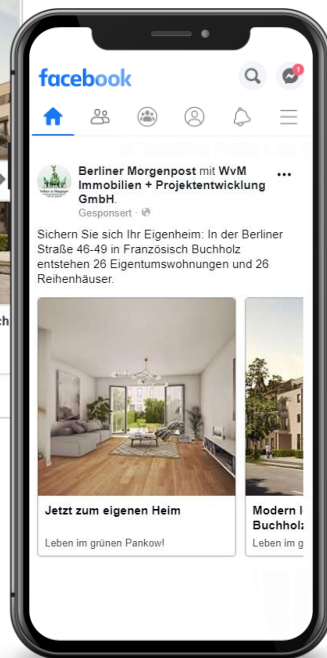 facebook
1
Berliner Morgenpost mit WvM
Immobilien + Projektentwicklung
GmbH.
Gesponsert ·
Sichern Sie sich Ihr Eigenheim: In der Berliner
Straße 46-49 in Französisch Buchholz
entstehen 26 Eigentumswohnungen und 26
Reihenhäuser.
Jetzt zum eigenen Heim
Leben im grünen Pankow!
Modern l
Buchholz
Leben im g
ch